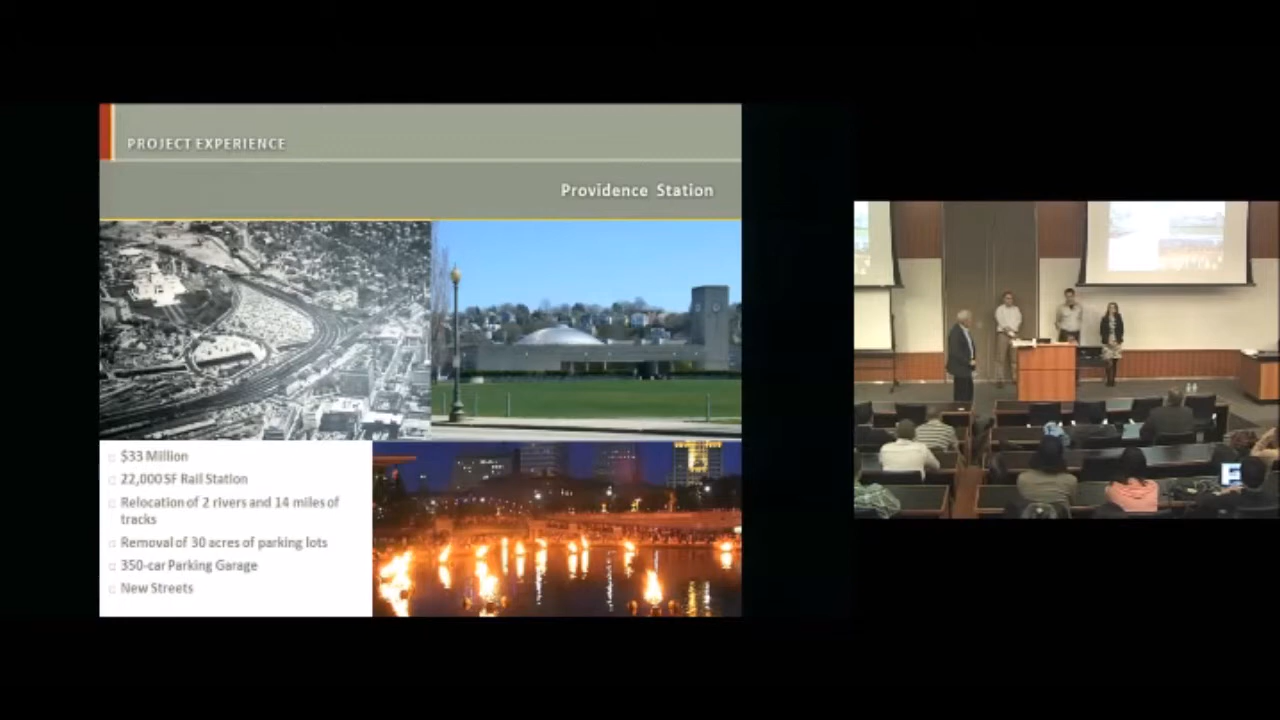 PROJECT EXPERIENCE
Providence Station
$33 Million
22,000 SF Rail Station
Relocation of 2 rivers and 14 miles of
tracks
Removal of 30 acres of parking lots
350-car Parking Garage
New Streets